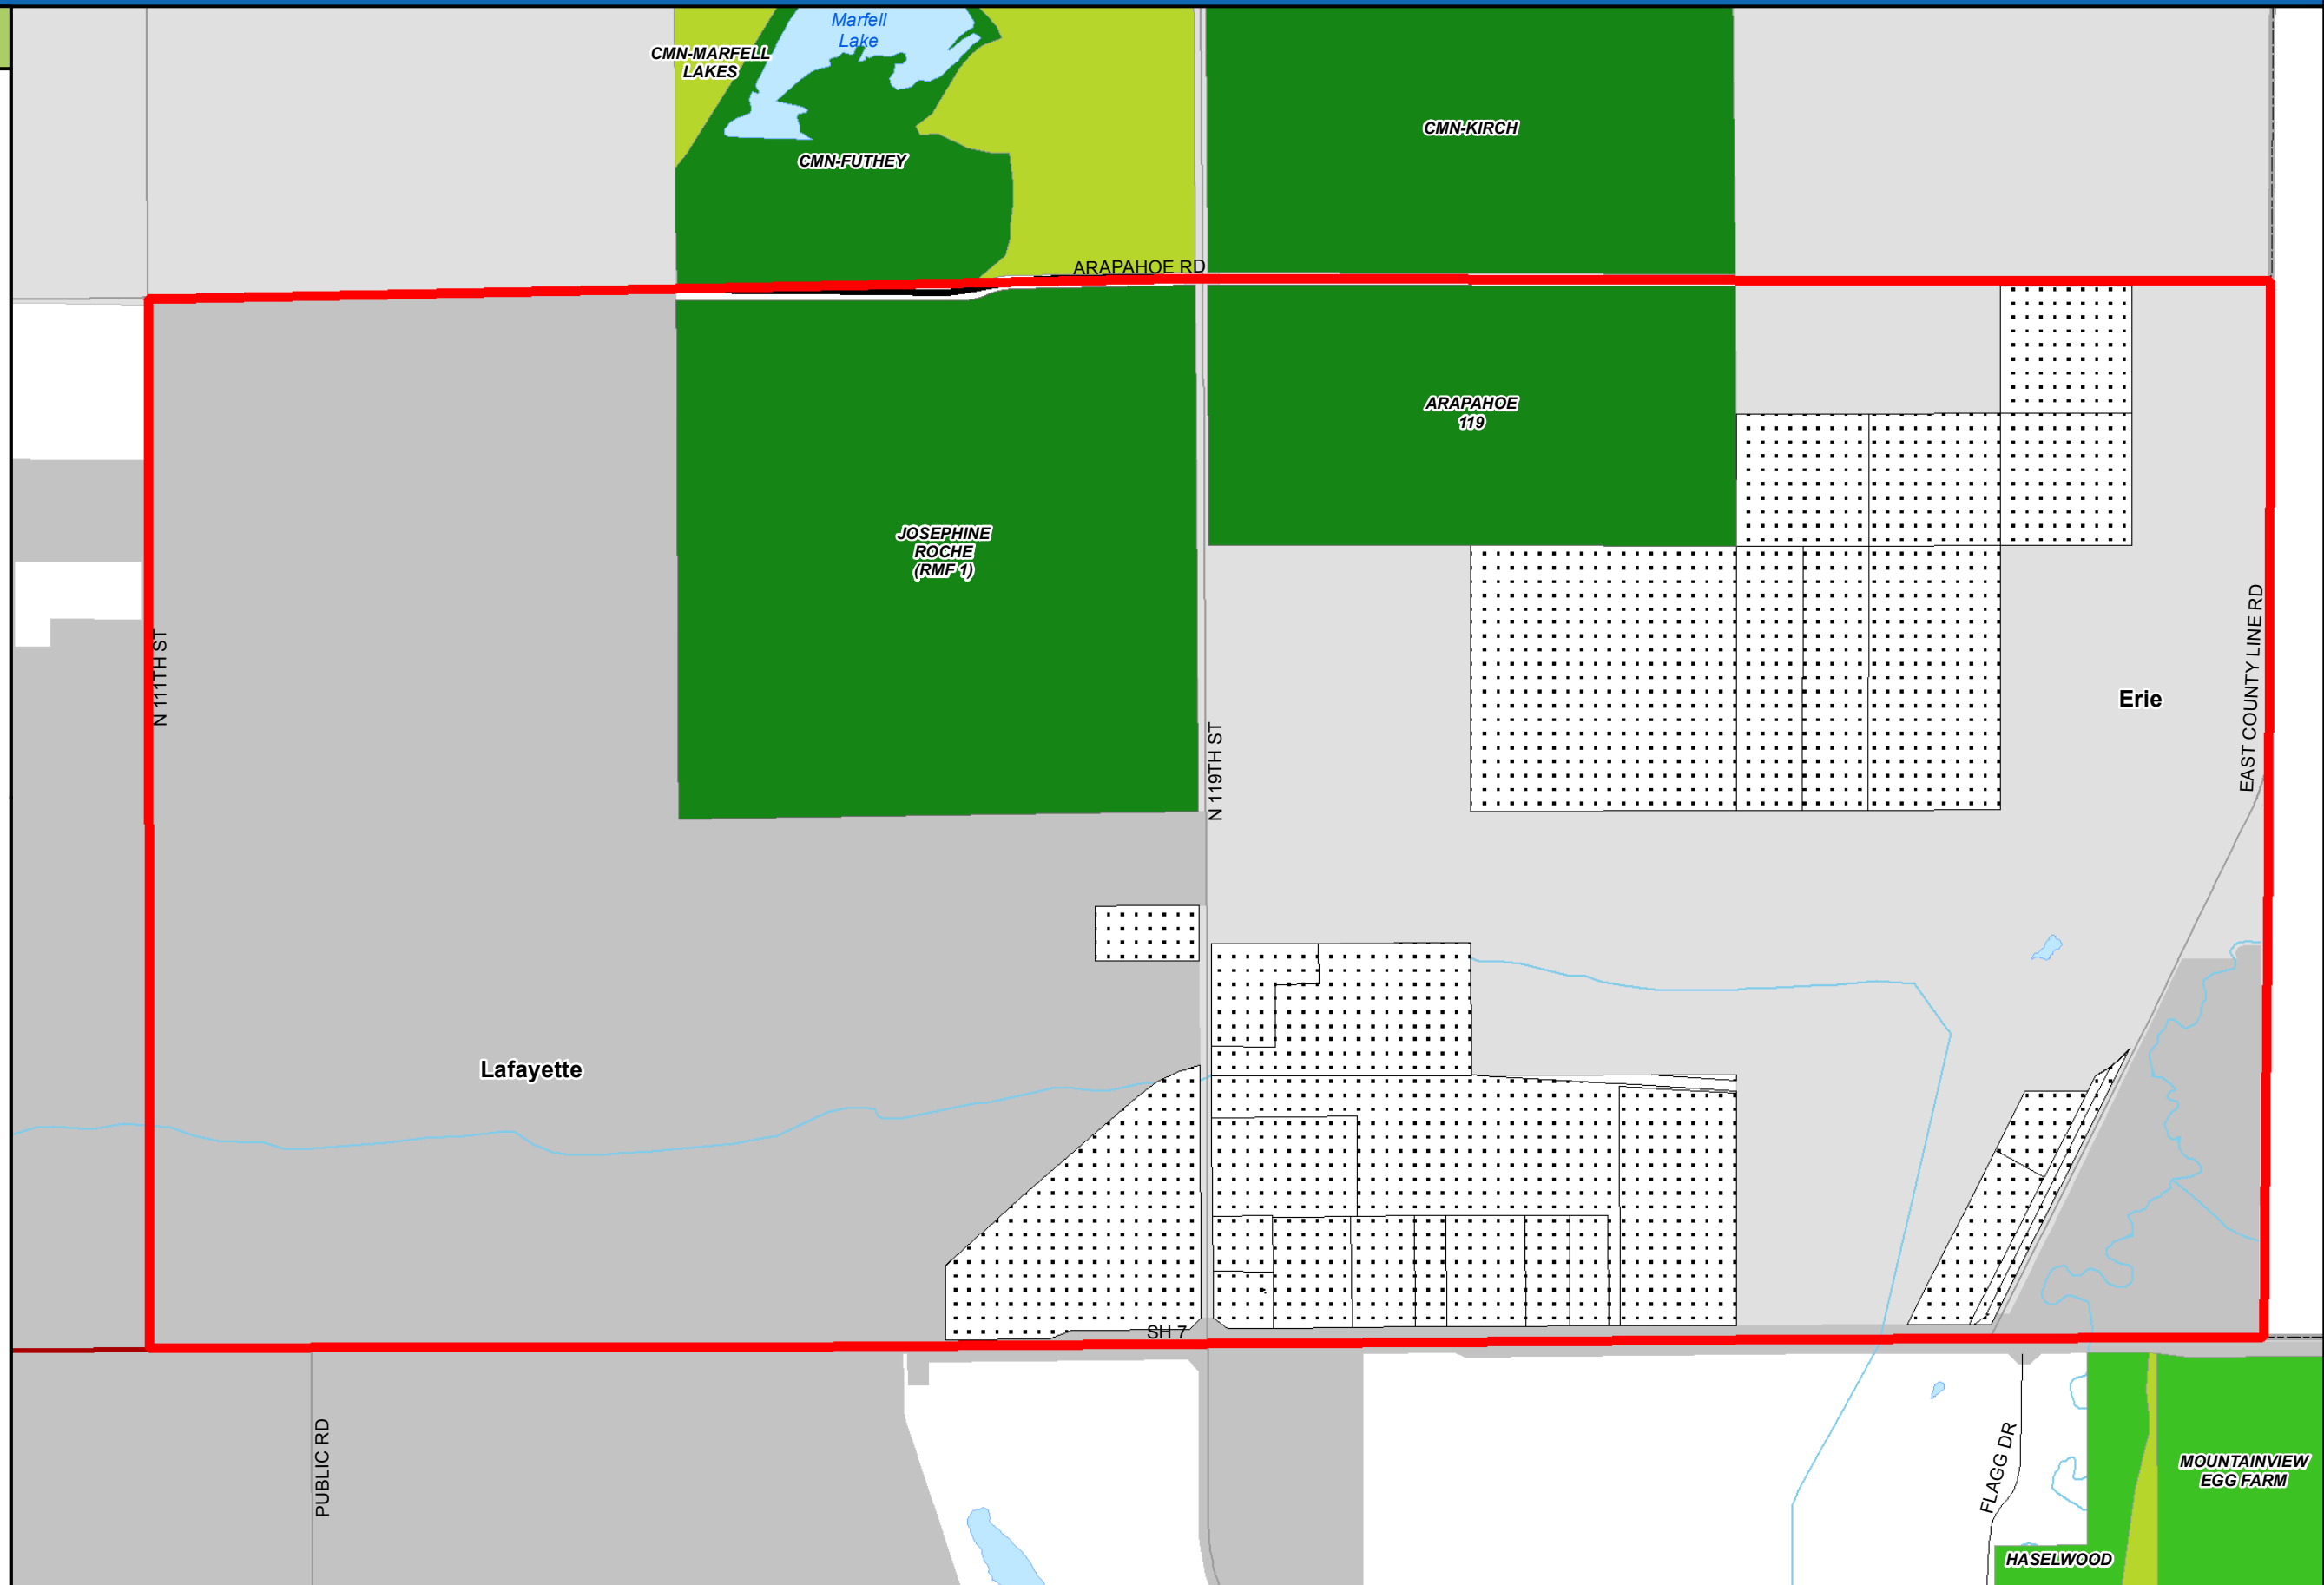 Marfell
Lake
CMN-MARFELL
LAKES
CMN-KIRCH
CMN-FUTHEY
ARAPAHOE RD
ARAPAHOE
119
JOSEPHINE
ROCHE
(RMF 1)
N 111TH ST
EAST COUNTY LINE RD
Erie
N 119TH ST
Lafayette
SH 7
PUBLIC RD
FLAGG DR
MOUNTAINVIEW
EGG FARM
HASELWOOD